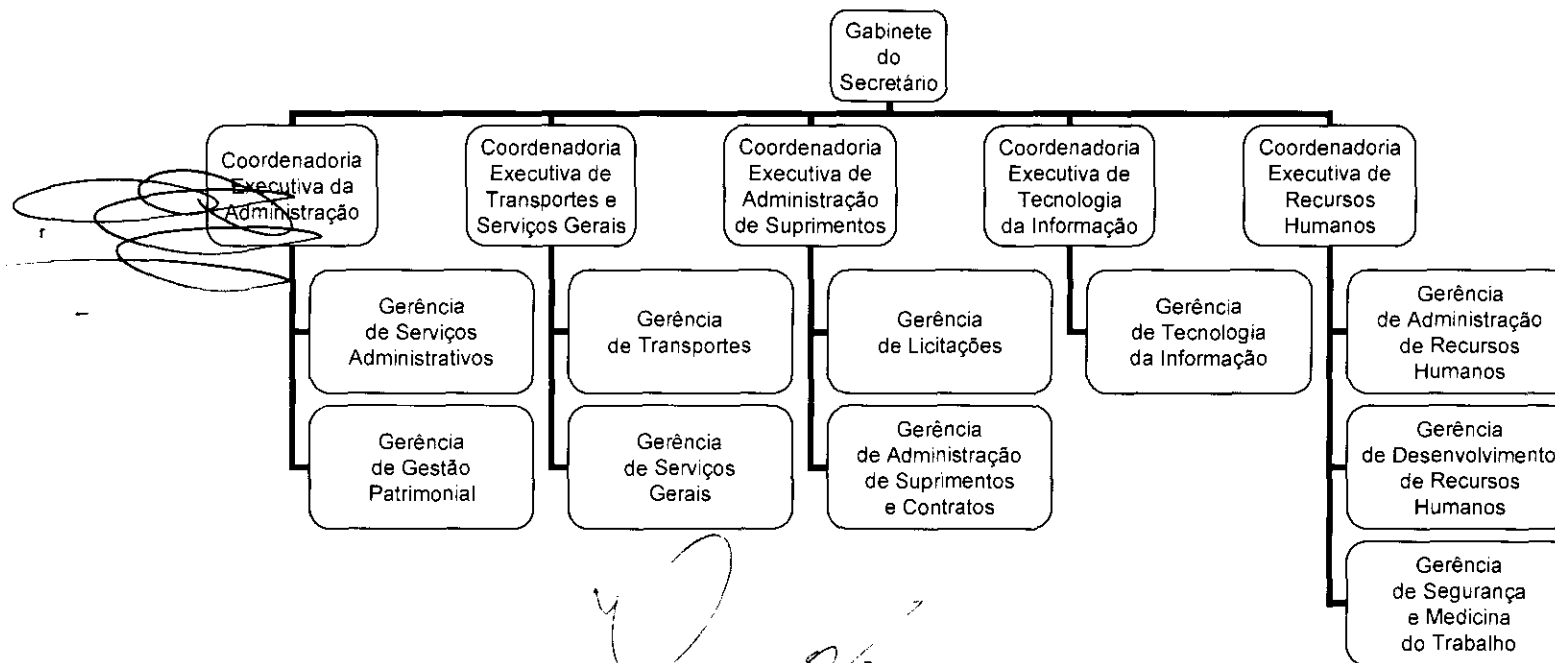 Gabinete
do
Secretário
Coordenadoria
Executiva da
Administração
Coordenadoria
Executiva de
Transportes e
Serviços Gerais
Coordenadoria
Executiva de
Administração
de Suprimentos
Coordenadoria
Executiva de
Tecnologia
da Informação
Coordenadoria
Executiva de
Recursos
Humanos
Gerência
de Serviços
Administrativos
Gerência
de Transportes
Gerência
de Licitações
Gerência
de Tecnologia
da Informação
Gerência
de Administração
de Recursos
Humanos
Gerência
de Gestão
Patrimonial
Gerência
de Serviços
Gerais
Gerência
de Administração
de Suprimentos
e Contratos
Gerência
de Desenvolvimento
de Recursos
Humanos
Gerência
de Segurança
e Medicina
do Trabalho